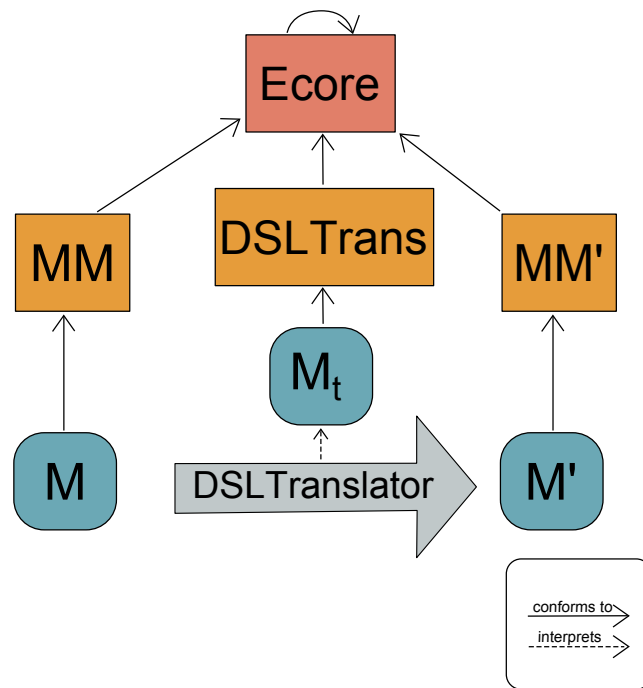 Ecore
MM
DSLTrans
MM'
Mt
M
DSLTranslator
M'
conforms to
interprets